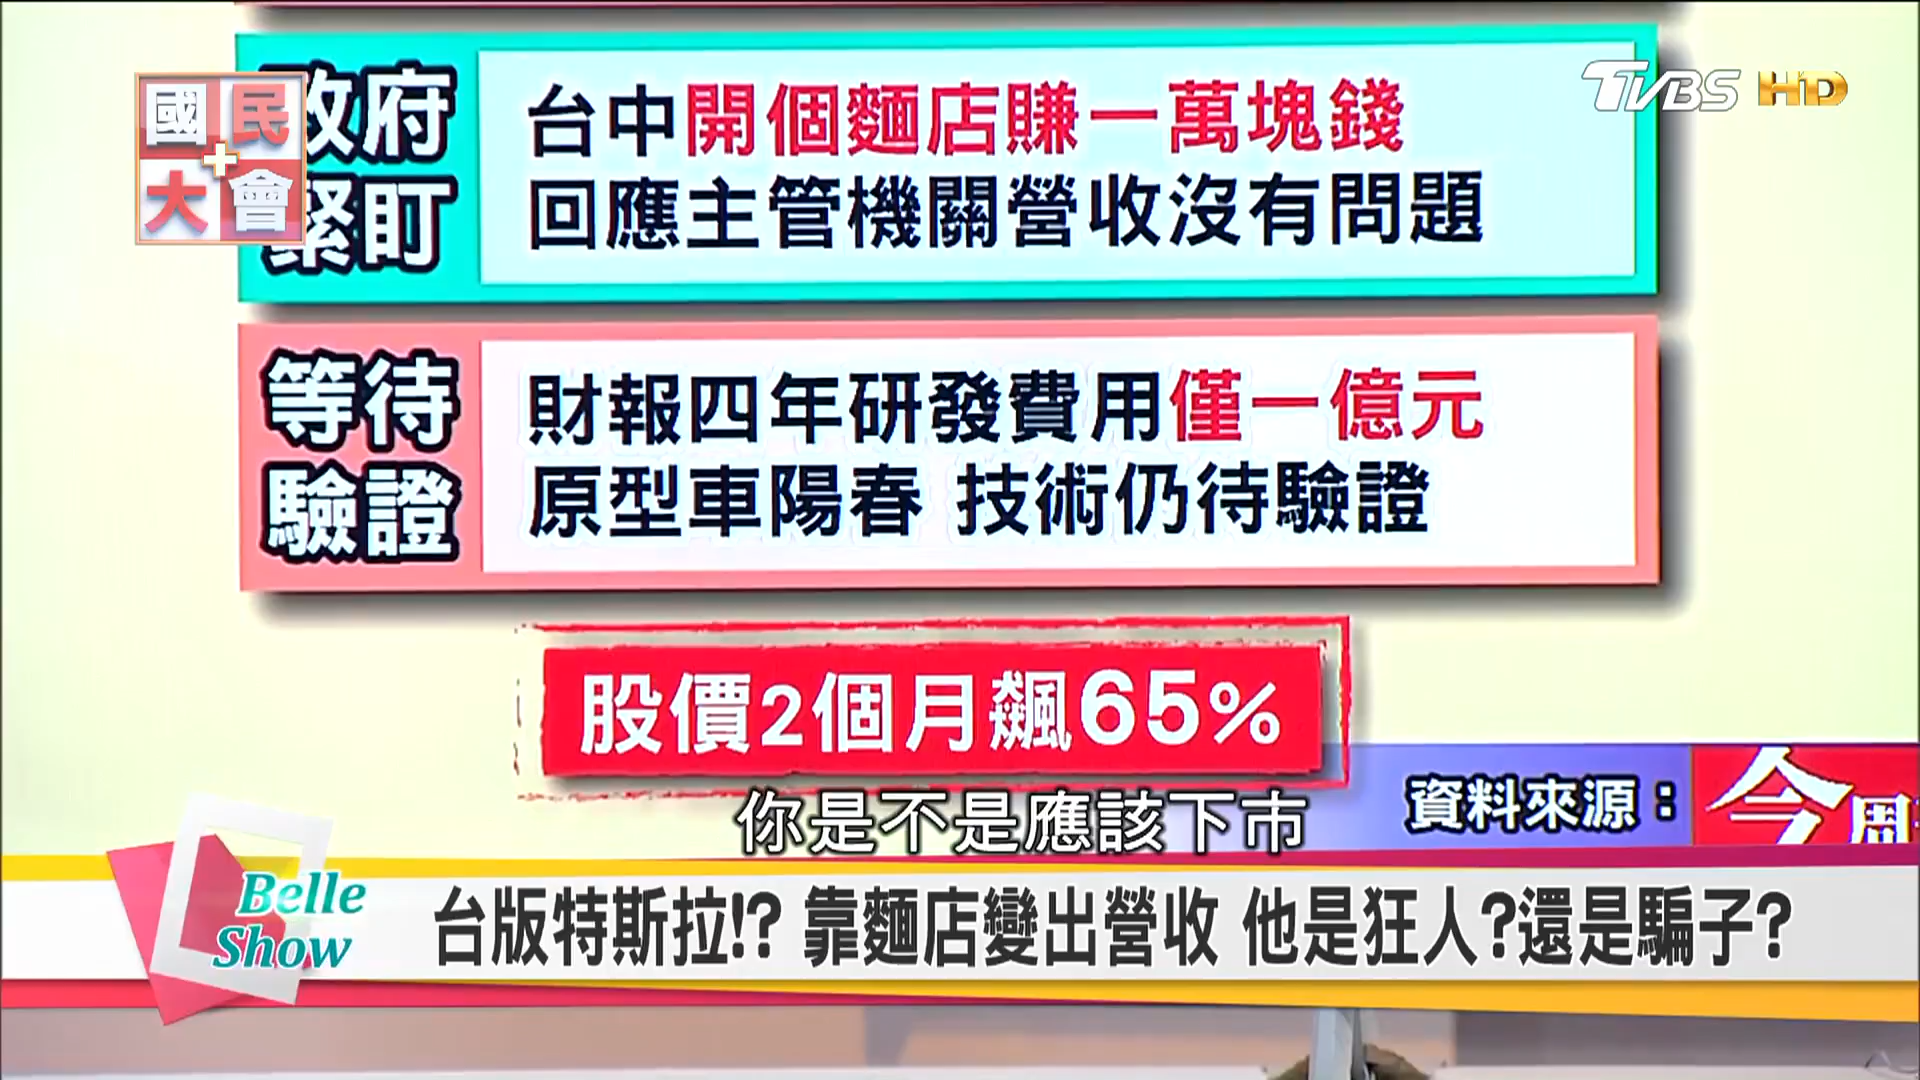 國民
大會
TVBS HD
政府
緊盯
台中開個麵店賺一萬塊錢
回應主管機關營收沒有問題
等待
驗證
財報四年研發費用僅一億元
原型車陽春 技術仍待驗證
股價2個月飆65%
資料來源：
今周
你是不是應該下市
Belle
Show
台版特斯拉!? 靠麵店變出營收 他是狂人?還是騙子?